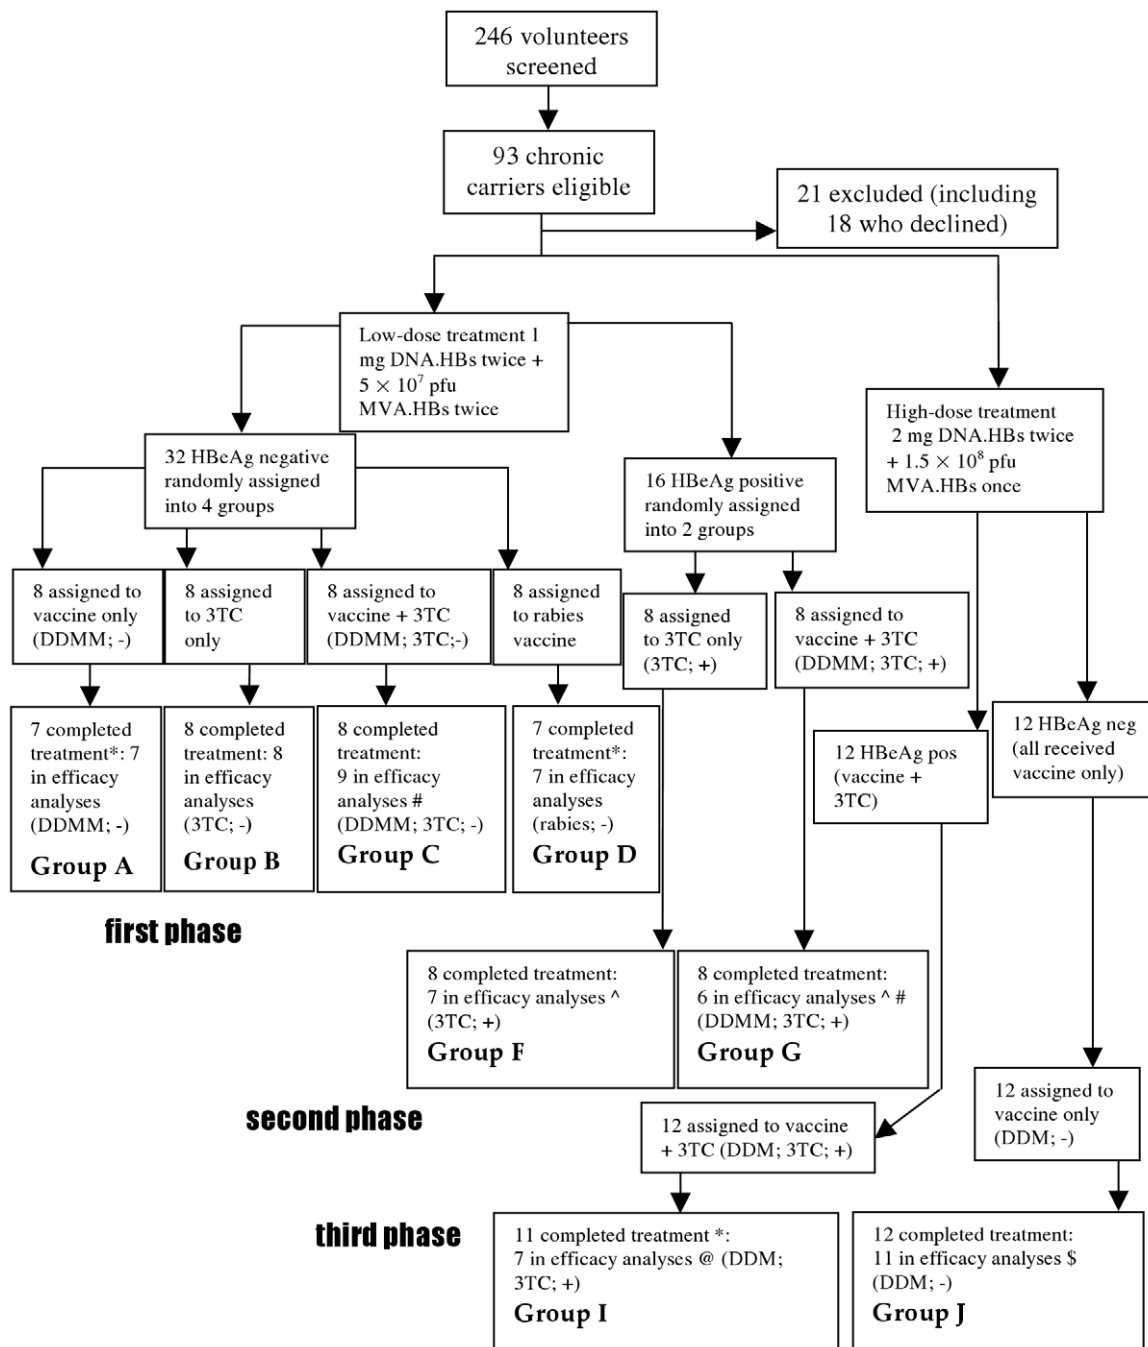 246 volunteers
screened
93 chronic
carriers eligible
21 excluded (including
18 who declined)
Low-dose treatment 1
mg DNA.HBs twice +
5 × 10⁷ pfu
MVA.HBs twice
High-dose treatment
2 mg DNA.HBs twice
+ 1.5 × 10⁸ pfu
MVA.HBs once
32 HBeAg negative
randomly assigned
into 4 groups
16 HBeAg positive
randomly assigned
into 2 groups
8 assigned to
vaccine only
(DDMM; -)
8 assigned
to 3TC
only
8 assigned to
vaccine + 3TC
(DDMM; 3TC;-)
8 assigned
to rabies
vaccine
8 assigned
to 3TC only
(3TC; +)
8 assigned to
vaccine + 3TC
(DDMM; 3TC; +)
12 HBeAg pos
(vaccine +
3TC)
12 HBeAg neg
(all received
vaccine only)
7 completed
treatment*: 7
in efficacy
analyses
(DDMM; -)
Group A
8 completed
treatment: 8
in efficacy
analyses
(3TC; -)
Group B
8 completed
treatment:
9 in efficacy
analyses #
(DDMM; 3TC; -)
Group C
7 completed
treatment*:
7 in efficacy
analyses
(rabies; -)
Group D
first phase
8 completed treatment:
7 in efficacy analyses ^
(3TC; +)
Group F
8 completed treatment:
6 in efficacy analyses ^ #
(DDMM; 3TC; +)
Group G
second phase
12 assigned to vaccine
+ 3TC (DDM; 3TC; +)
12 assigned to
vaccine only
(DDM; -)
third phase
11 completed treatment *:
7 in efficacy analyses @ (DDM;
3TC; +)
Group I
12 completed treatment:
11 in efficacy analyses $
(DDM; -)
Group J